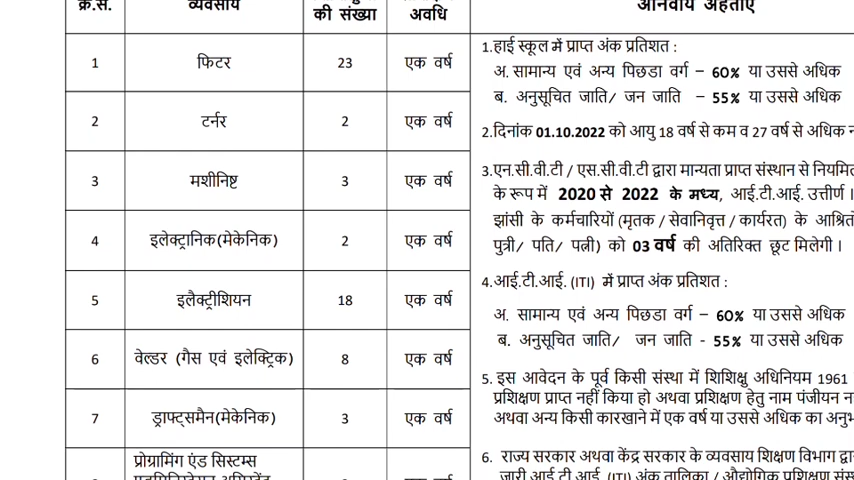 क्र.स. व्यवसाय की संख्या अवधि अनिवार्य अर्हताएं
1 फिटर 23 एक वर्ष
2 टर्नर 2 एक वर्ष
3 मशीनिष्ट 3 एक वर्ष
4 इलेक्ट्रानिक(मेकेनिक) 2 एक वर्ष
5 इलैक्ट्रीशियन 18 एक वर्ष
6 वेल्डर (गैस एवं इलेक्ट्रिक) 8 एक वर्ष
7 ड्राफ्ट्समैन(मेकेनिक) 3 एक वर्ष
प्रोग्रामिंग एंड सिस्टम्स
1.हाई स्कूल में प्राप्त अंक प्रतिशत :
अ. सामान्य एवं अन्य पिछडा वर्ग – 60% या उससे अधिक
ब. अनुसूचित जाति/ जन जाति – 55% या उससे अधिक
2.दिनांक 01.10.2022 को आयु 18 वर्ष से कम व 27 वर्ष से अधिक
3.एन.सी.वी.टी / एस.सी.वी.टी द्वारा मान्यता प्राप्त संस्थान से नियमित
के रूप में 2020 से 2022 के मध्य, आई.टी.आई. उत्तीर्ण ।
झांसी के कर्मचारियों (मृतक / सेवानिवृत्त / कार्यरत) के
पुत्री/ पति/ पत्नी) को 03 वर्ष की अतिरिक्त छूट मिलेगी ।
4.आई.टी.आई. (ITI) में प्राप्त अंक प्रतिशत :
अ. सामान्य एवं अन्य पिछडा वर्ग – 60% या उससे अधिक
ब. अनुसूचित जाति/ जन जाति - 55% या उससे अधिक
5. इस आवेदन के पूर्व किसी संस्था में शिशिक्षु अधिनियम 1961
प्रशिक्षण प्राप्त नहीं किया हो अथवा प्रशिक्षण हेतु नाम पंजीयन
अथवा अन्य किसी कारखाने में एक वर्ष या उससे अधिक का
6. राज्य सरकार अथवा केंद्र सरकार के व्यवसाय शिक्षण विभाग
जारी आई.टी.आई. (ITI) अंक तालिका / औद्योगिक प्रशिक्षण